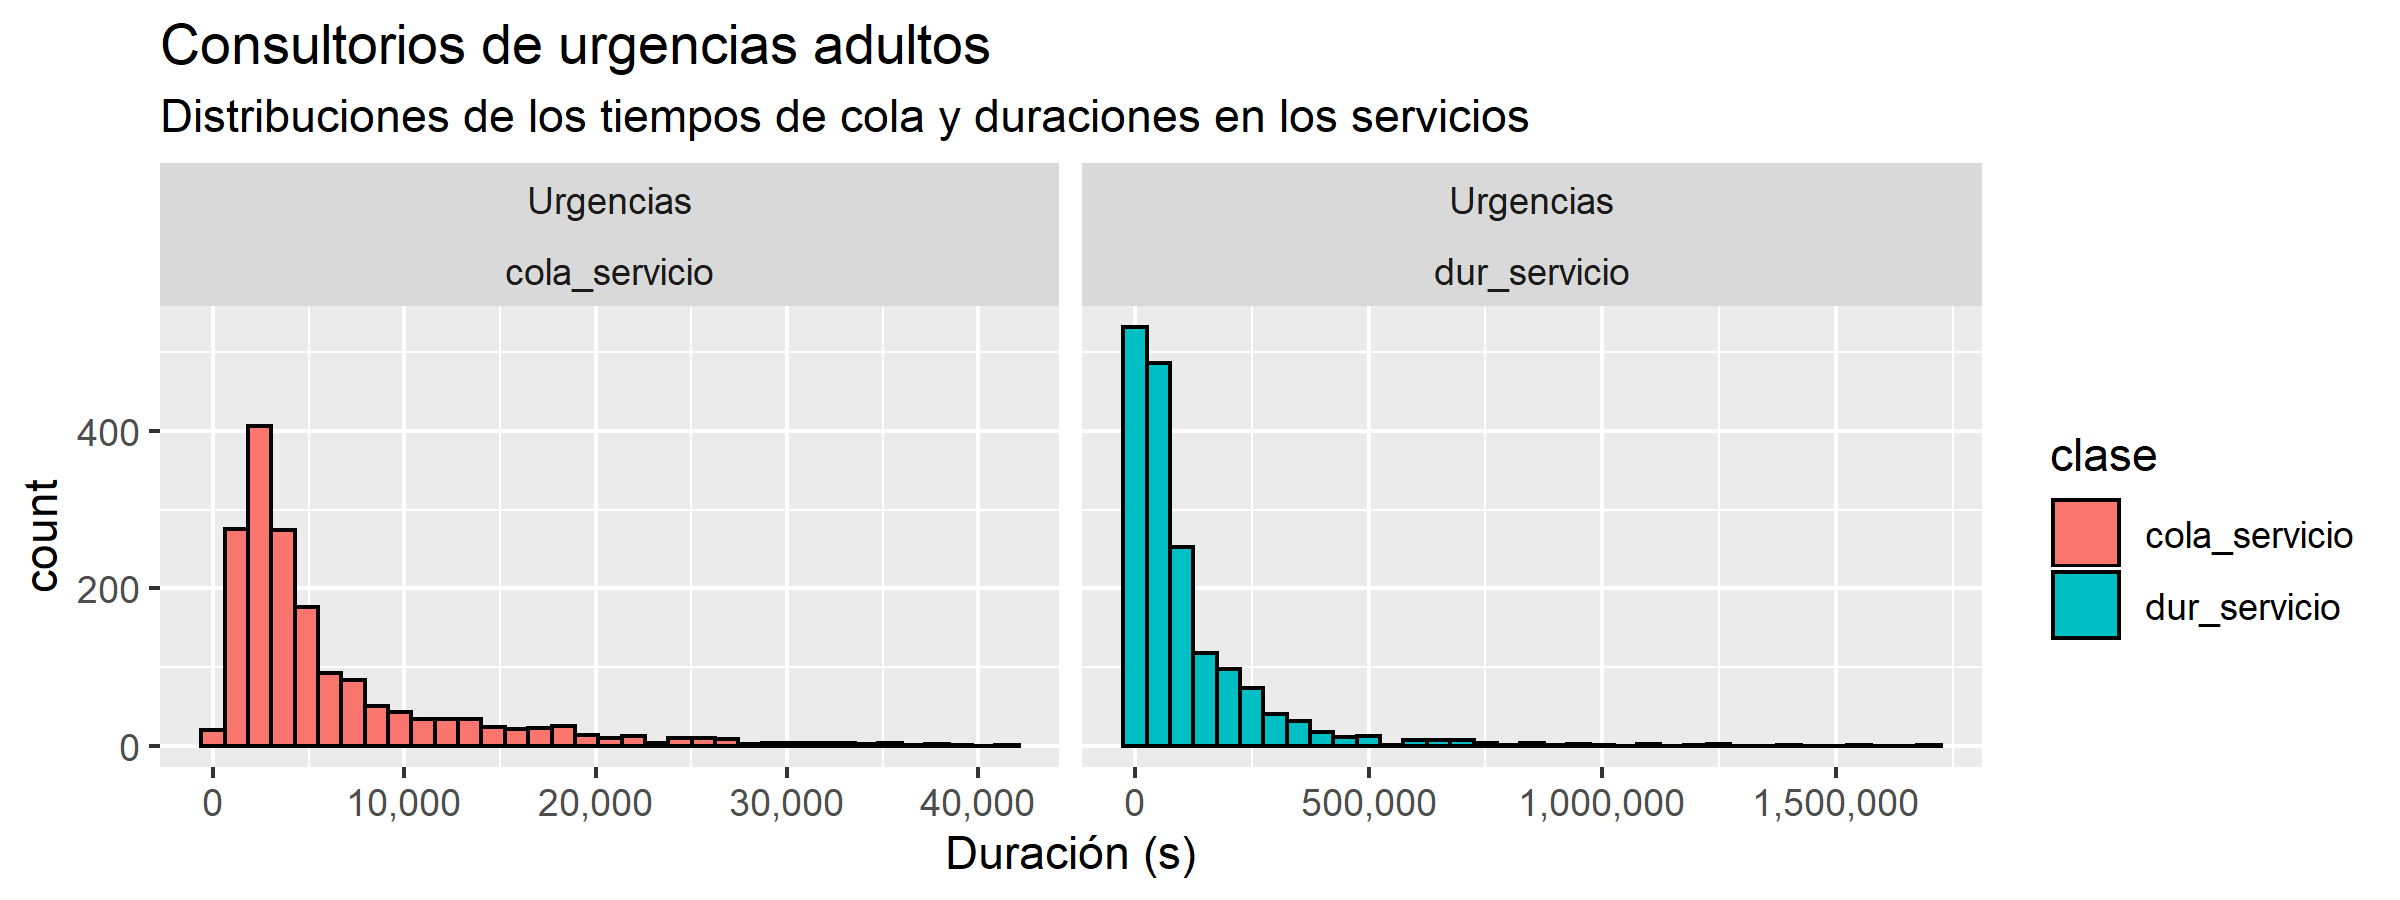 Consultorios de urgencias adultos
Distribuciones de los tiempos de cola y duraciones en los servicios
Urgencias
cola_servicio
Urgencias
dur_servicio
count
400
200
0
0
10,000
20,000
30,000
40,000
0
500,000
1,000,000
1,500,000
Duración (s)
clase
cola_servicio
dur_servicio